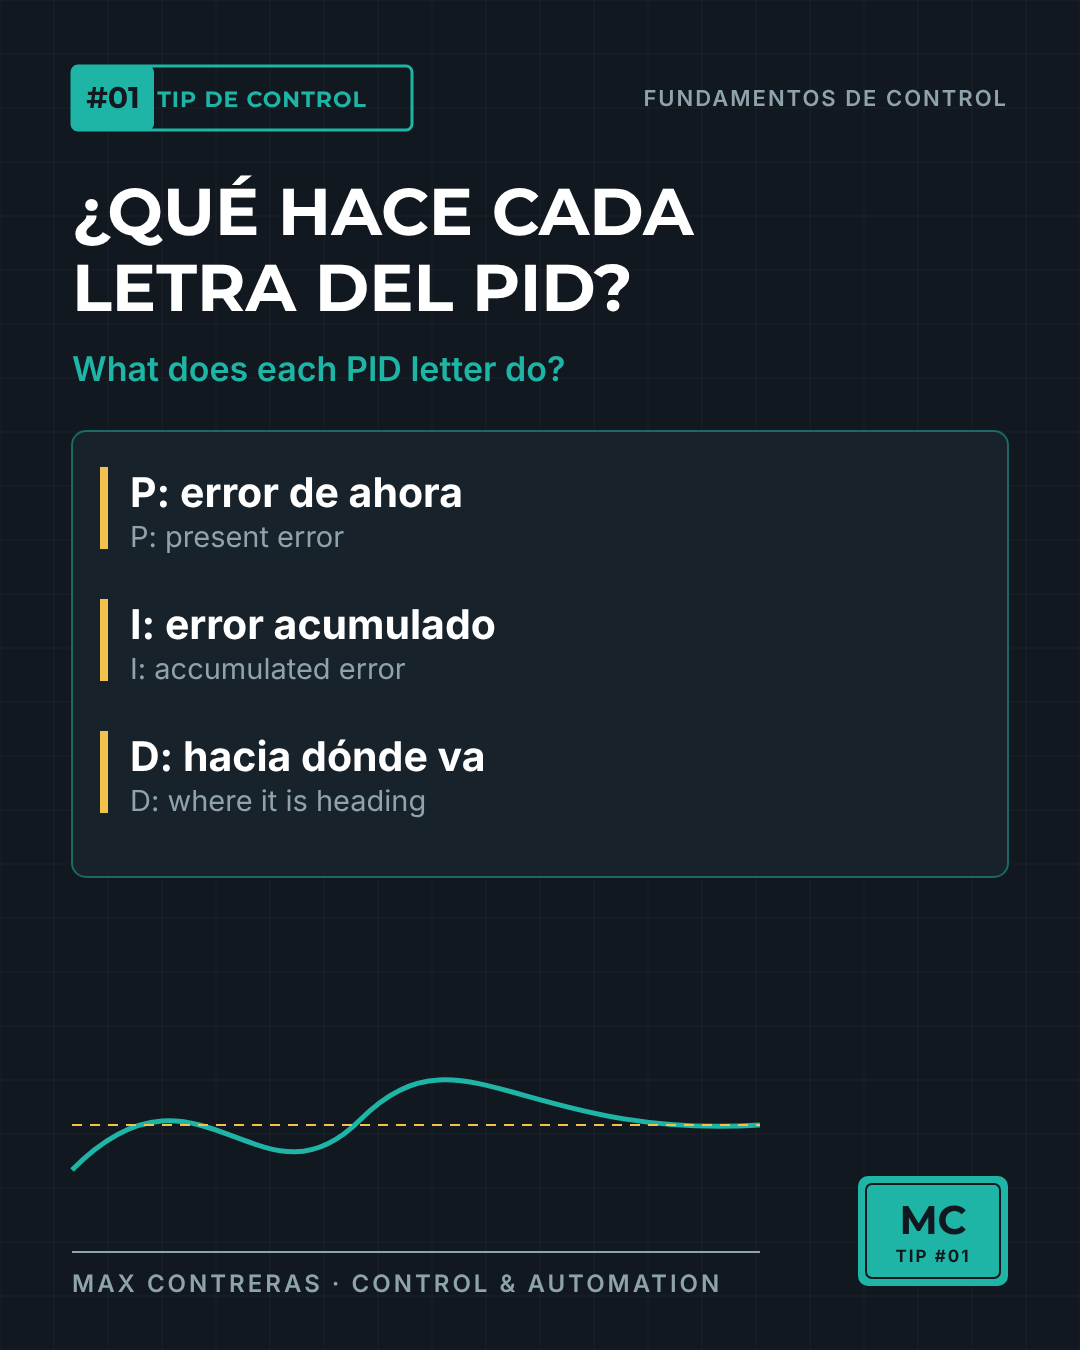 #01 TIP DE CONTROL
FUNDAMENTOS DE CONTROL
¿QUÉ HACE CADA
LETRA DEL PID?
What does each PID letter do?
P: error de ahora
P: present error
I: error acumulado
I: accumulated error
D: hacia dónde va
D: where it is heading
MC
TIP #01
MAX CONTRERAS · CONTROL & AUTOMATION